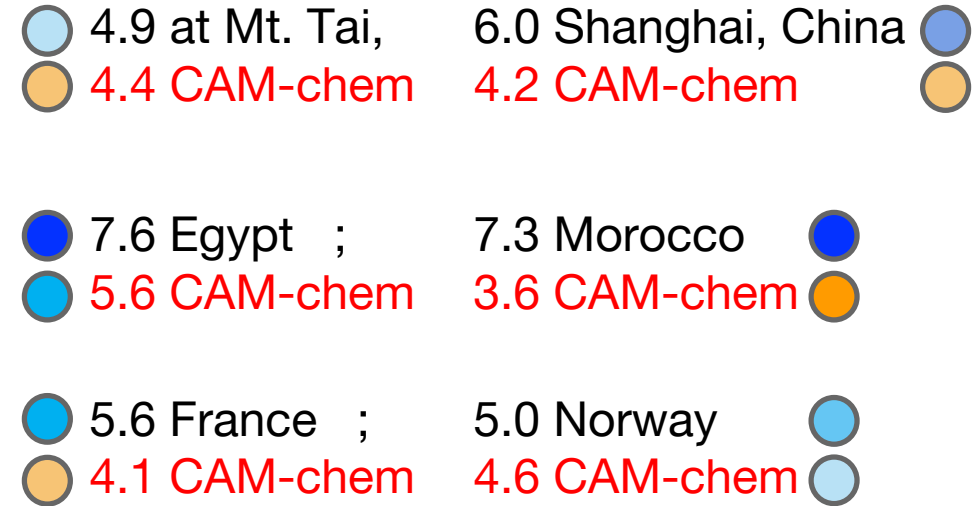 4.9 at Mt. Tai, 6.0 Shanghai, China
4.4 CAM-chem 4.2 CAM-chem
7.6 Egypt ; 7.3 Morocco
5.6 CAM-chem 3.6 CAM-chem
5.6 France ; 5.0 Norway
4.1 CAM-chem 4.6 CAM-chem